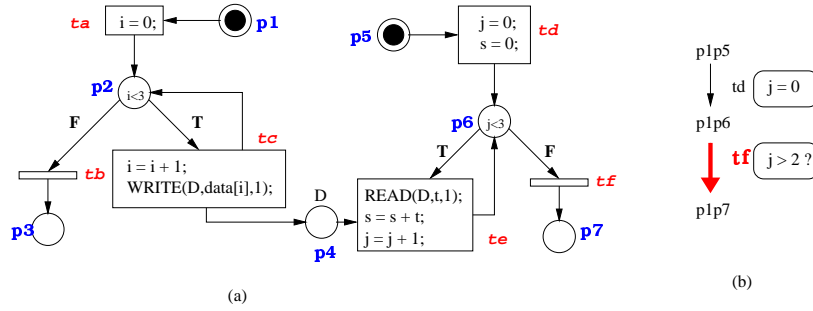 ta
i = 0;
p1
p2
i<3
F
T
tc
tb
i = i + 1;
WRITE(D,data[i],1);
p3
D
p4
p5
j = 0;
s = 0;
td
p6
j<3
T
F
READ(D,t,1);
s = s + t;
j = j + 1;
te
tf
p7
(a)
p1p5
td
j = 0
p1p6
tf
j > 2 ?
p1p7
(b)